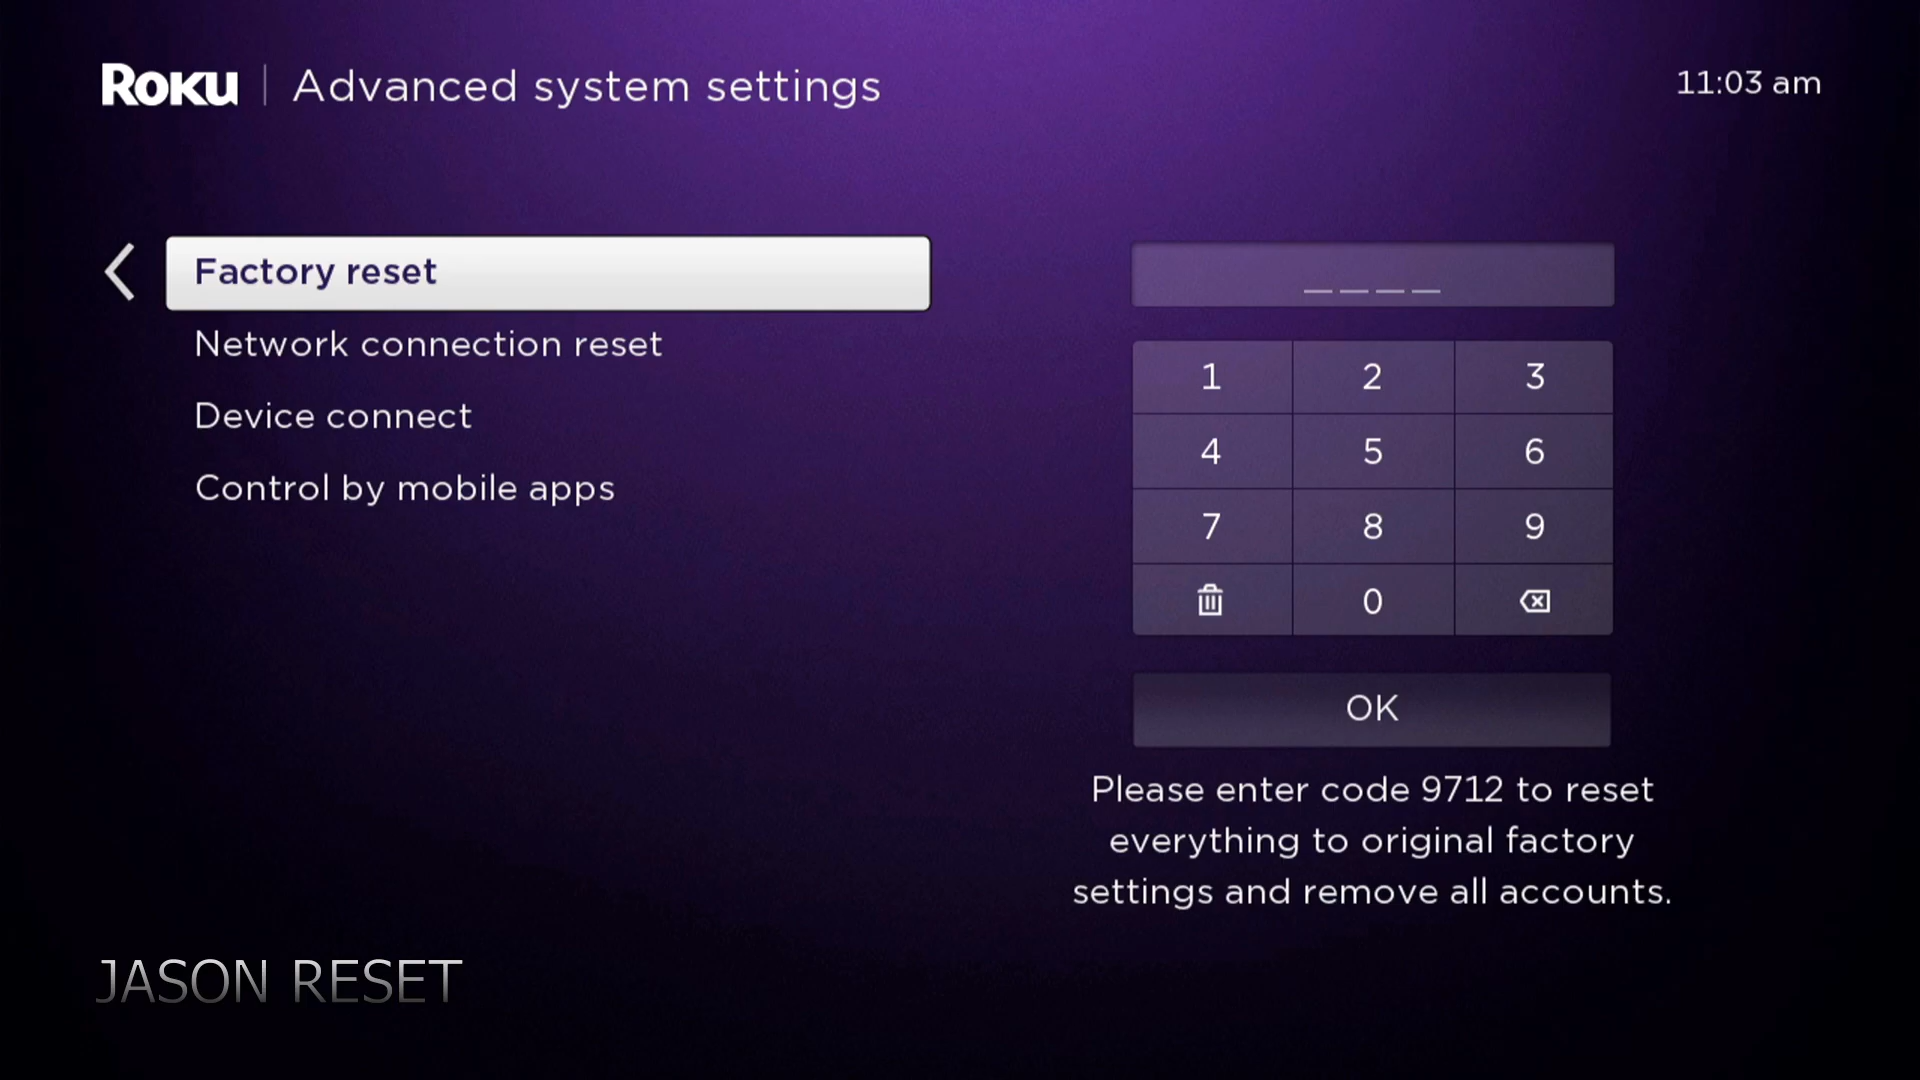 Roku | Advanced system settings
11:03 am
Factory reset
Network connection reset
Device connect
Control by mobile apps
_ _ _ _
1 2 3
4 5 6
7 8 9
0
OK
Please enter code 9712 to reset
everything to original factory
settings and remove all accounts.
JASON RESET